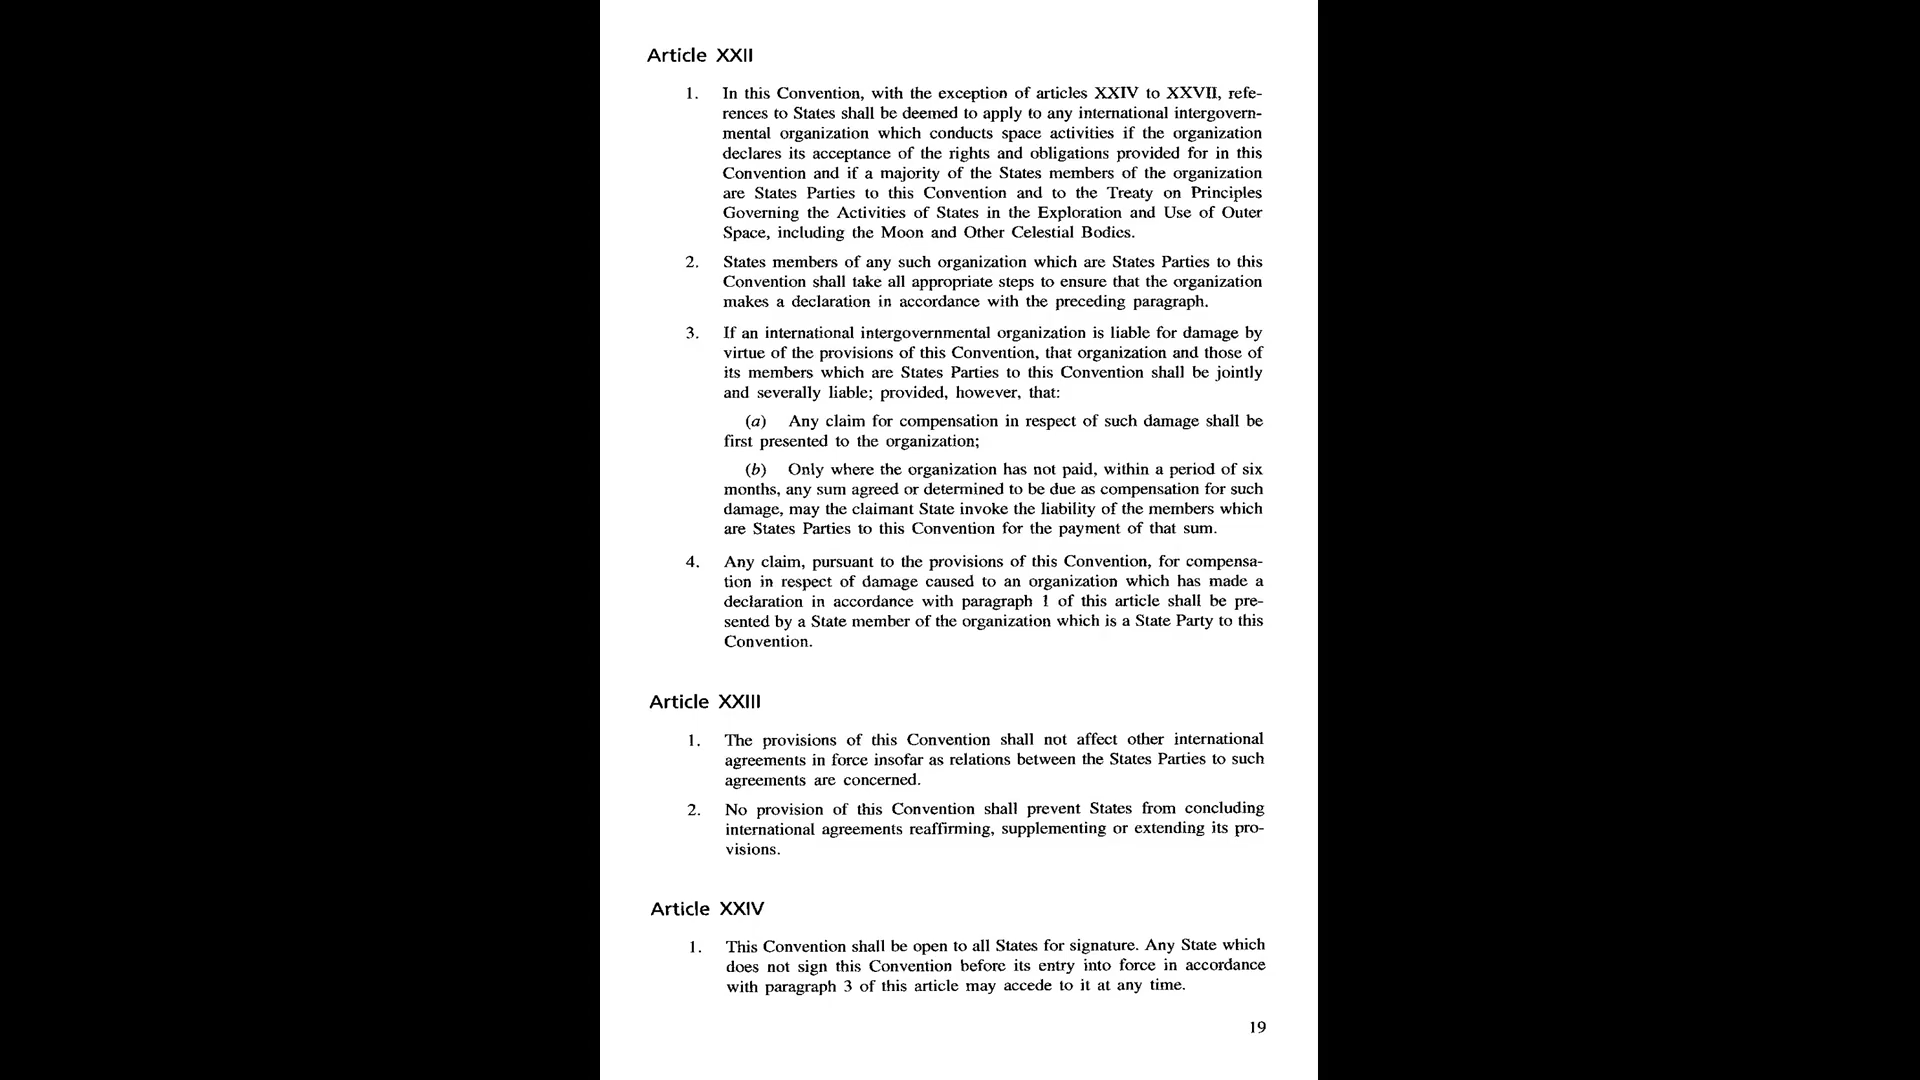 Article XXII
1. In this Convention, with the exception of articles XXIV to XXVII, refe-
rences to States shall be deemed to apply to any international intergovern-
mental organization which conducts space activities if the organization
declares its acceptance of the rights and obligations provided for in this
Convention and if a majority of the States members of the organization
are States Parties to this Convention and to the Treaty on Principles
Governing the Activities of States in the Exploration and Use of Outer
Space, including the Moon and Other Celestial Bodies.
2. States members of any such organization which are States Parties to this
Convention shall take all appropriate steps to ensure that the organization
makes a declaration in accordance with the preceding paragraph.
3. If an international intergovernmental organization is liable for damage by
virtue of the provisions of this Convention, that organization and those of
its members which are States Parties to this Convention shall be jointly
and severally liable; provided, however, that:
(a) Any claim for compensation in respect of such damage shall be
first presented to the organization;
(b) Only where the organization has not paid, within a period of six
months, any sum agreed or determined to be due as compensation for such
damage, may the claimant State invoke the liability of the members which
are States Parties to this Convention for the payment of that sum.
4. Any claim, pursuant to the provisions of this Convention, for compensa-
tion in respect of damage caused to an organization which has made a
declaration in accordance with paragraph 1 of this article shall be pre-
sented by a State member of the organization which is a State Party to this
Convention.
Article XXIII
1. The provisions of this Convention shall not affect other international
agreements in force insofar as relations between the States Parties to such
agreements are concerned.
2. No provision of this Convention shall prevent States from concluding
international agreements reaffirming, supplementing or extending its pro-
visions.
Article XXIV
1. This Convention shall be open to all States for signature. Any State which
does not sign this Convention before its entry into force in accordance
with paragraph 3 of this article may accede to it at any time.
19